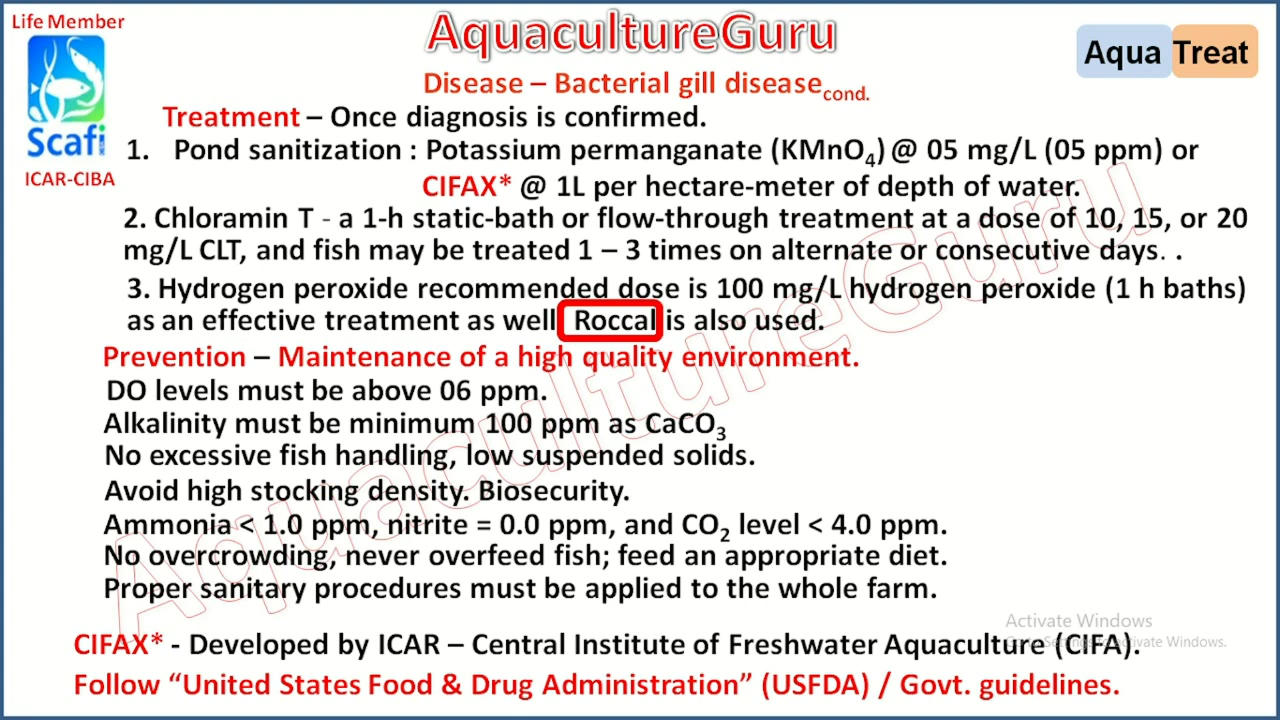 Life Member
AquacultureGuru
Aqua Treat
Scafi
ICAR-CIBA
Disease – Bacterial gill disease cond.
Treatment – Once diagnosis is confirmed.
1. Pond sanitization : Potassium permanganate (KMnO4) @ 05 mg/L (05 ppm) or
CIFAX* @ 1L per hectare-meter of depth of water.
2. Chloramin T - a 1-h static-bath or flow-through treatment at a dose of 10, 15, or 20
mg/L CLT, and fish may be treated 1 – 3 times on alternate or consecutive days. .
3. Hydrogen peroxide recommended dose is 100 mg/L hydrogen peroxide (1 h baths)
as an effective treatment as well Roccal is also used.
Prevention – Maintenance of a high quality environment.
DO levels must be above 06 ppm.
Alkalinity must be minimum 100 ppm as CaCO3
No excessive fish handling, low suspended solids.
Avoid high stocking density. Biosecurity.
Ammonia < 1.0 ppm, nitrite = 0.0 ppm, and CO2 level < 4.0 ppm.
No overcrowding, never overfeed fish; feed an appropriate diet.
Proper sanitary procedures must be applied to the whole farm.
AquacultureGuru
Activate Windows
Go to Settings to activate Windows.
CIFAX* - Developed by ICAR – Central Institute of Freshwater Aquaculture (CIFA).
Follow “United States Food & Drug Administration” (USFDA) / Govt. guidelines.